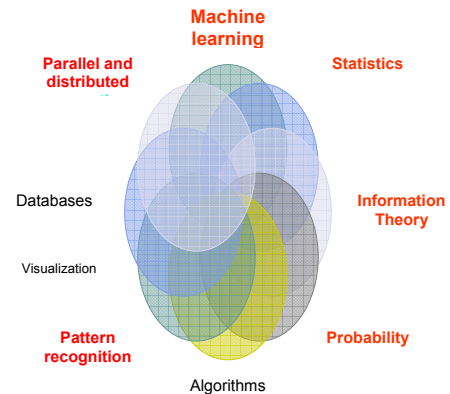 Machine
learning
Parallel and
distributed
Statistics
Databases
Information
Theory
Visualization
Pattern
recognition
Probability
Algorithms